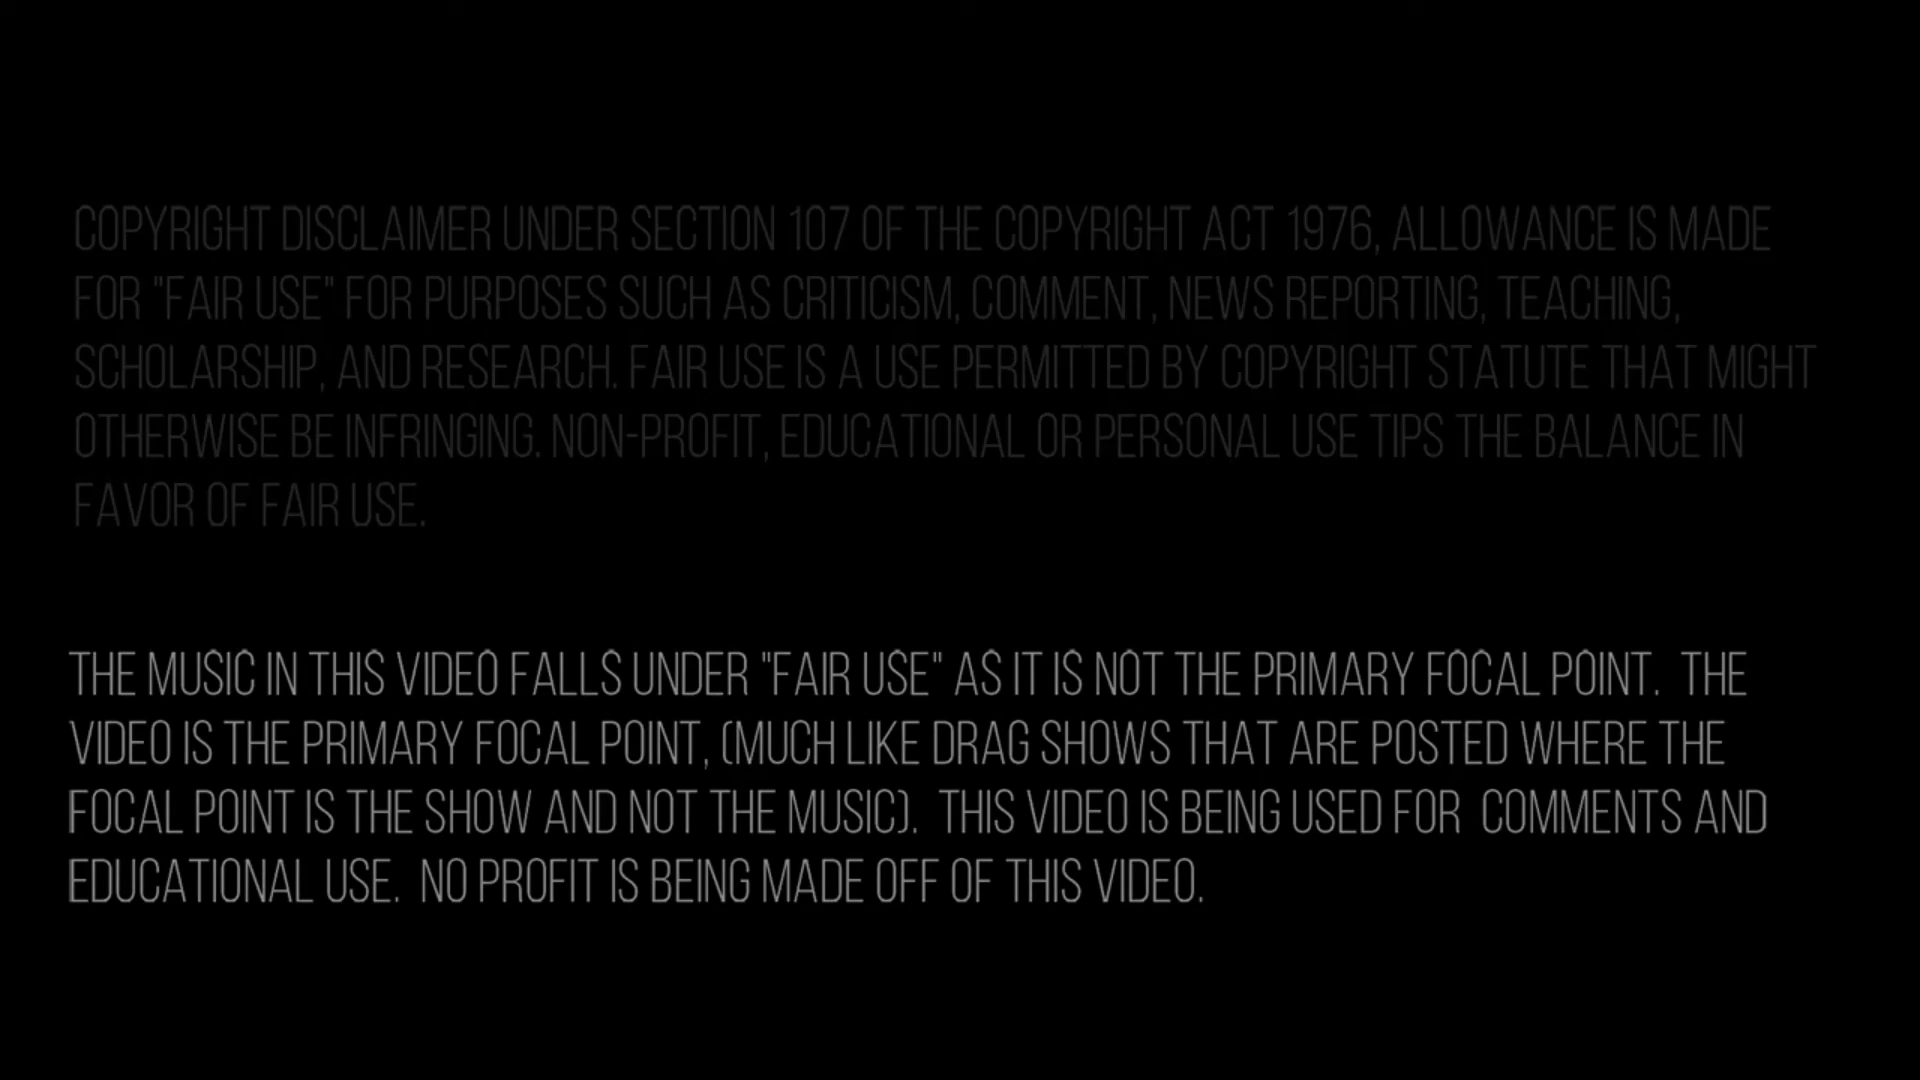 COPYRIGHT DISCLAIMER UNDER SECTION 107 OF THE COPYRIGHT ACT 1976, ALLOWANCE IS MADE
FOR "FAIR USE" FOR PURPOSES SUCH AS CRITICISM, COMMENT, NEWS REPORTING, TEACHING,
SCHOLARSHIP, AND RESEARCH. FAIR USE IS A USE PERMITTED BY COPYRIGHT STATUTE THAT MIGHT
OTHERWISE BE INFRINGING. NON-PROFIT, EDUCATIONAL OR PERSONAL USE TIPS THE BALANCE IN
FAVOR OF FAIR USE.
THE MUSIC IN THIS VIDEO FALLS UNDER "FAIR USE" AS IT IS NOT THE PRIMARY FOCAL POINT. THE
VIDEO IS THE PRIMARY FOCAL POINT, (MUCH LIKE DRAG SHOWS THAT ARE POSTED WHERE THE
FOCAL POINT IS THE SHOW AND NOT THE MUSIC). THIS VIDEO IS BEING USED FOR COMMENTS AND
EDUCATIONAL USE. NO PROFIT IS BEING MADE OFF OF THIS VIDEO.